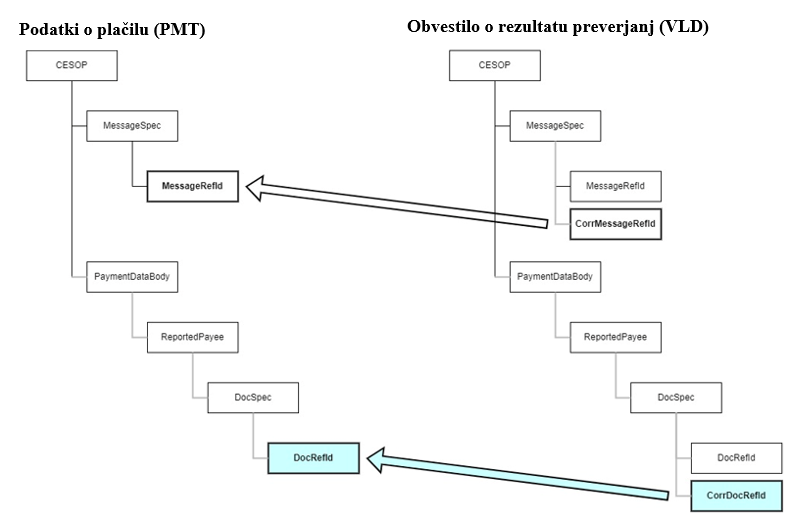 Podatki o plačilu (PMT)
CESOP
MessageSpec
MessageRefId
PaymentDataBody
ReportedPayee
DocSpec
DocRefId
Obvestilo o rezultatu preverjanj (VLD)
CESOP
MessageSpec
MessageRefId
CorrMessageRefId
PaymentDataBody
ReportedPayee
DocSpec
DocRefId
CorrDocRefId